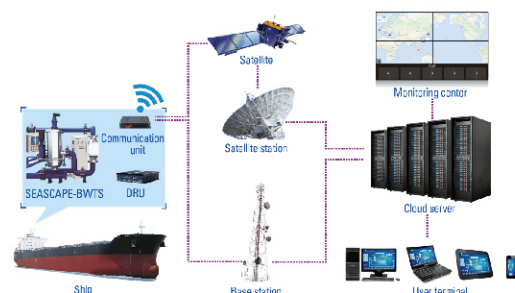 Satellite
Monitoring center
Communication
unit
Satellite station
SEASCAPE-BWTS
DRU
Cloud server
Ship
Base station
User terminal